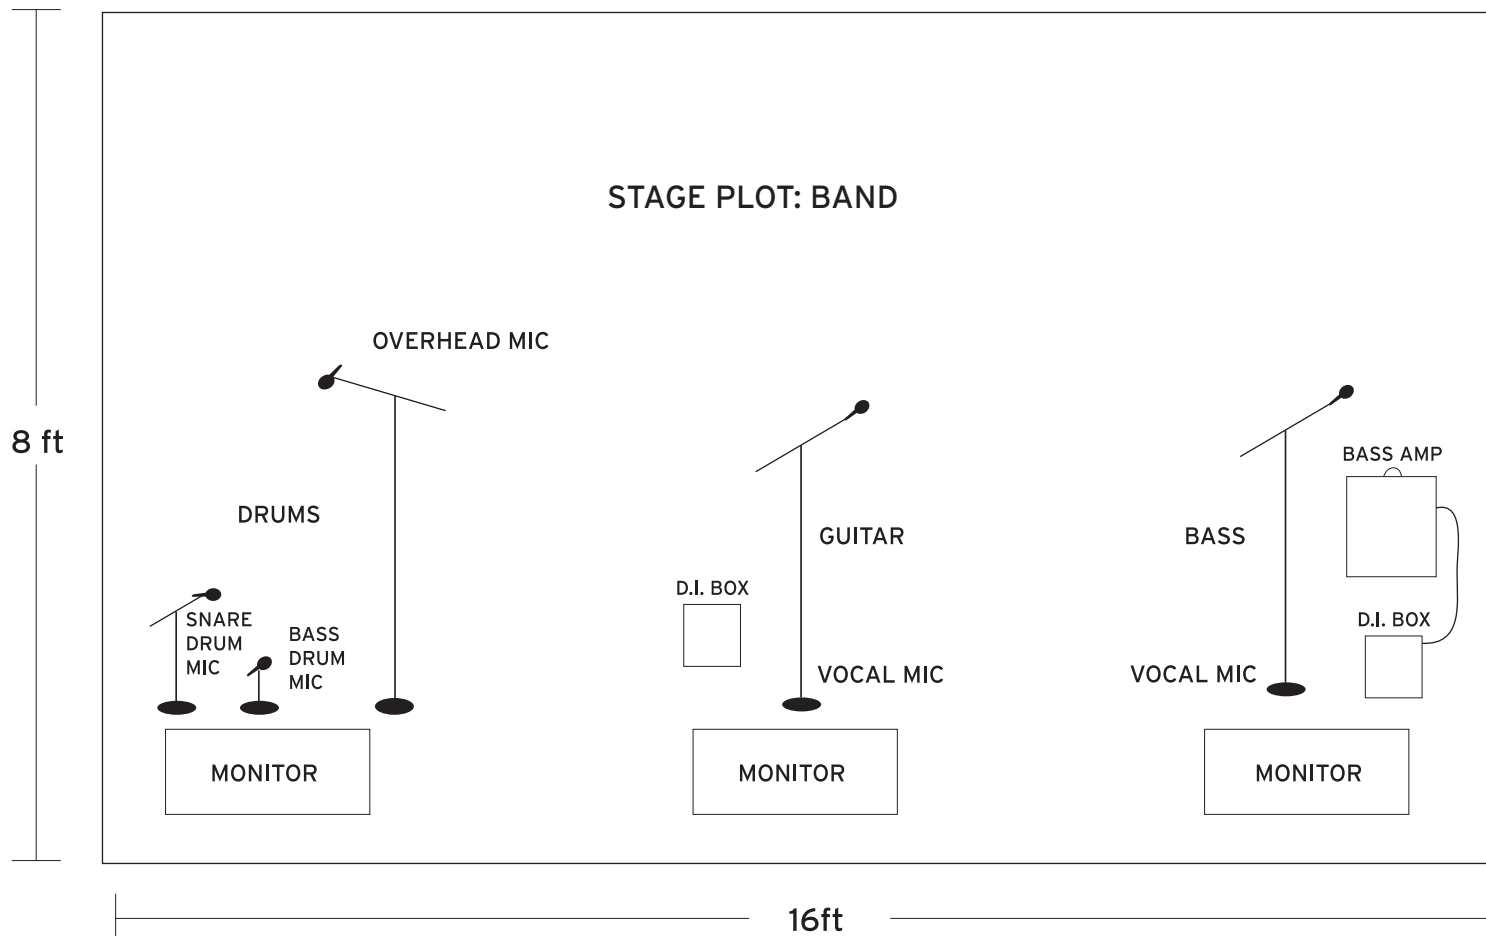 STAGE PLOT: BAND
OVERHEAD MIC
8 ft
BASS AMP
DRUMS
GUITAR
BASS
D.I. BOX
SNARE
DRUM
MIC
BASS
DRUM
MIC
D.I. BOX
VOCAL MIC
VOCAL MIC
MONITOR
MONITOR
MONITOR
16ft